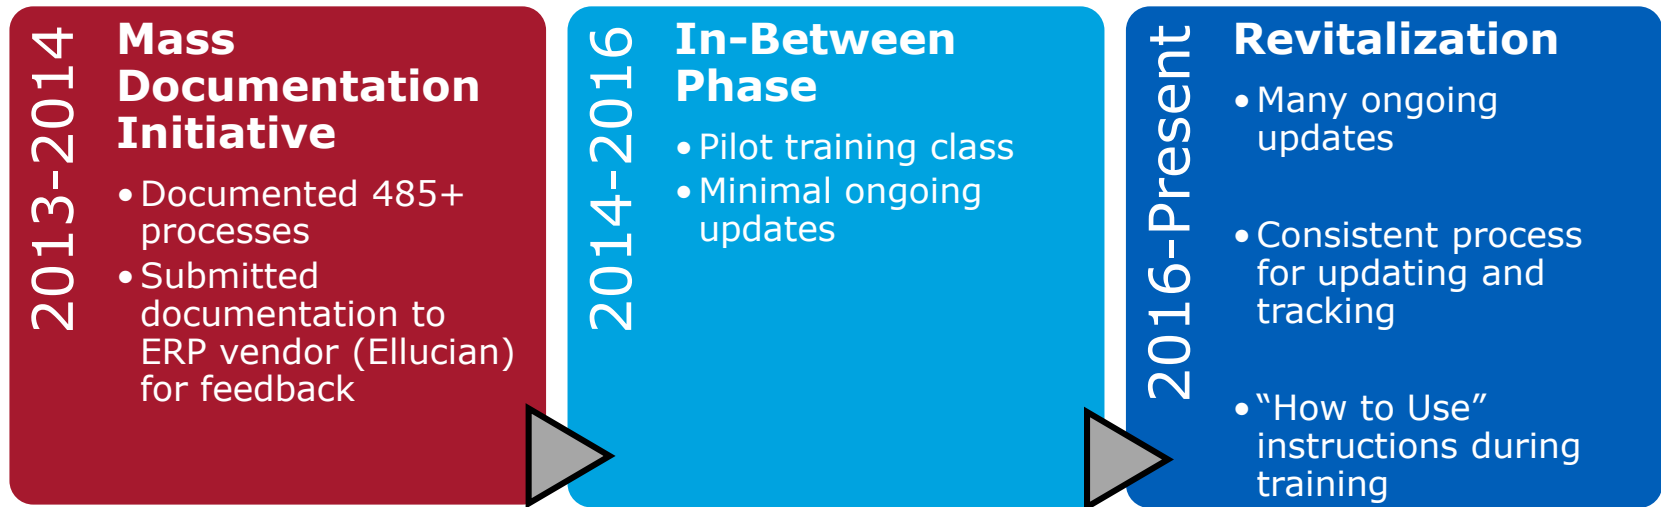 2013-2014
Mass
Documentation
Initiative
•Documented 485+
processes
•Submitted
documentation to
ERP vendor (Ellucian)
for feedback
2014-2016
In-Between
Phase
•Pilot training class
•Minimal ongoing
updates
2016-Present
Revitalization
•Many ongoing
updates
•Consistent process
for updating and
tracking
•“How to Use”
instructions during
training